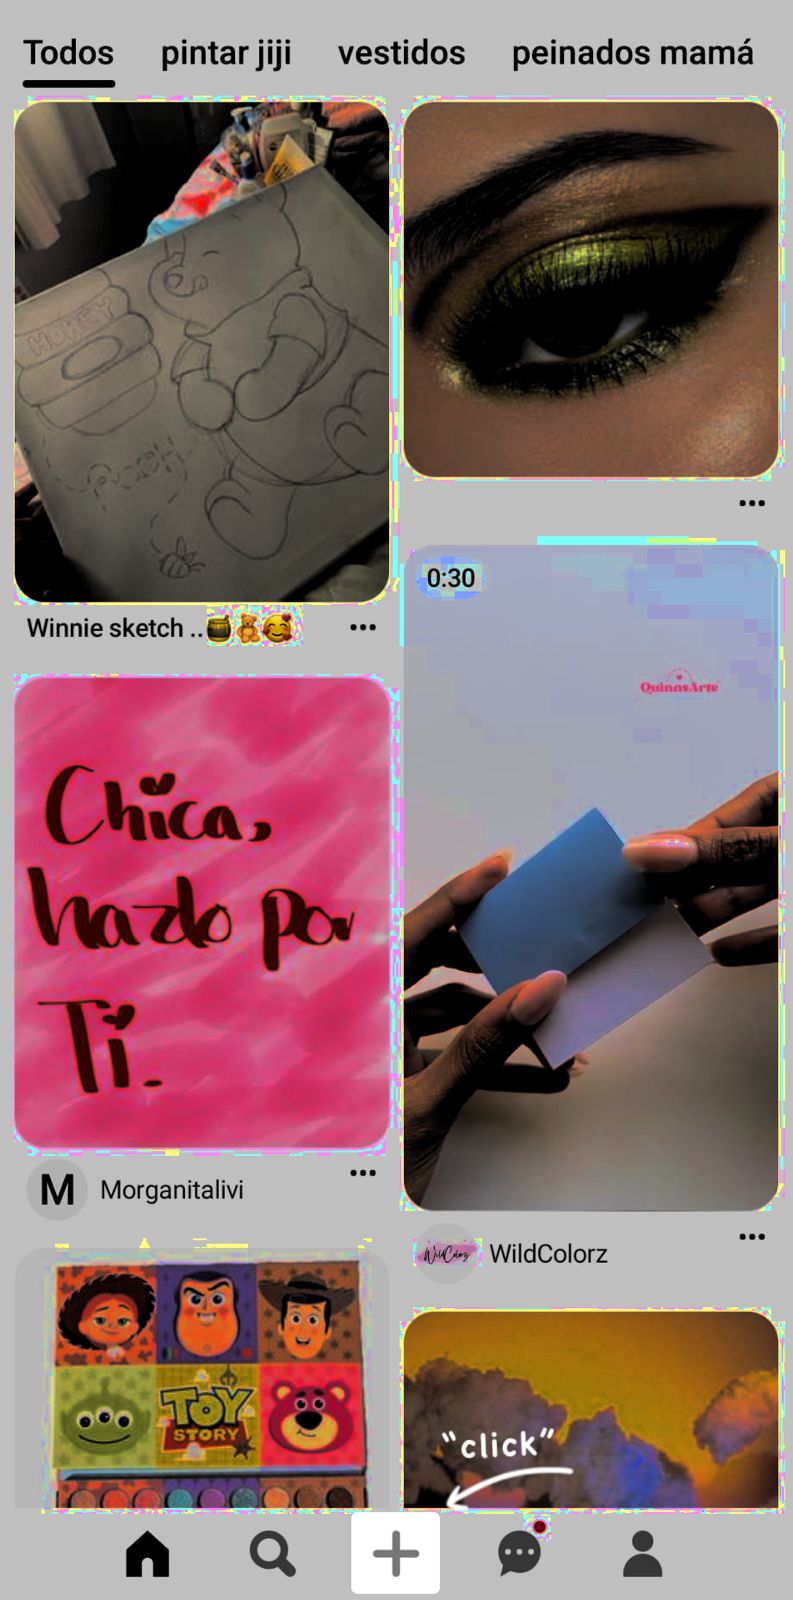 Todos pintar jiji vestidos peinados mamá
HONEY
POOH
Winnie sketch ..🍯🧸🥰
0:30
QuinnsArte
Chica,
hazlo por
Ti.
M Morganitalivi
WildColorz WildColorz
TOY
STORY
"click"